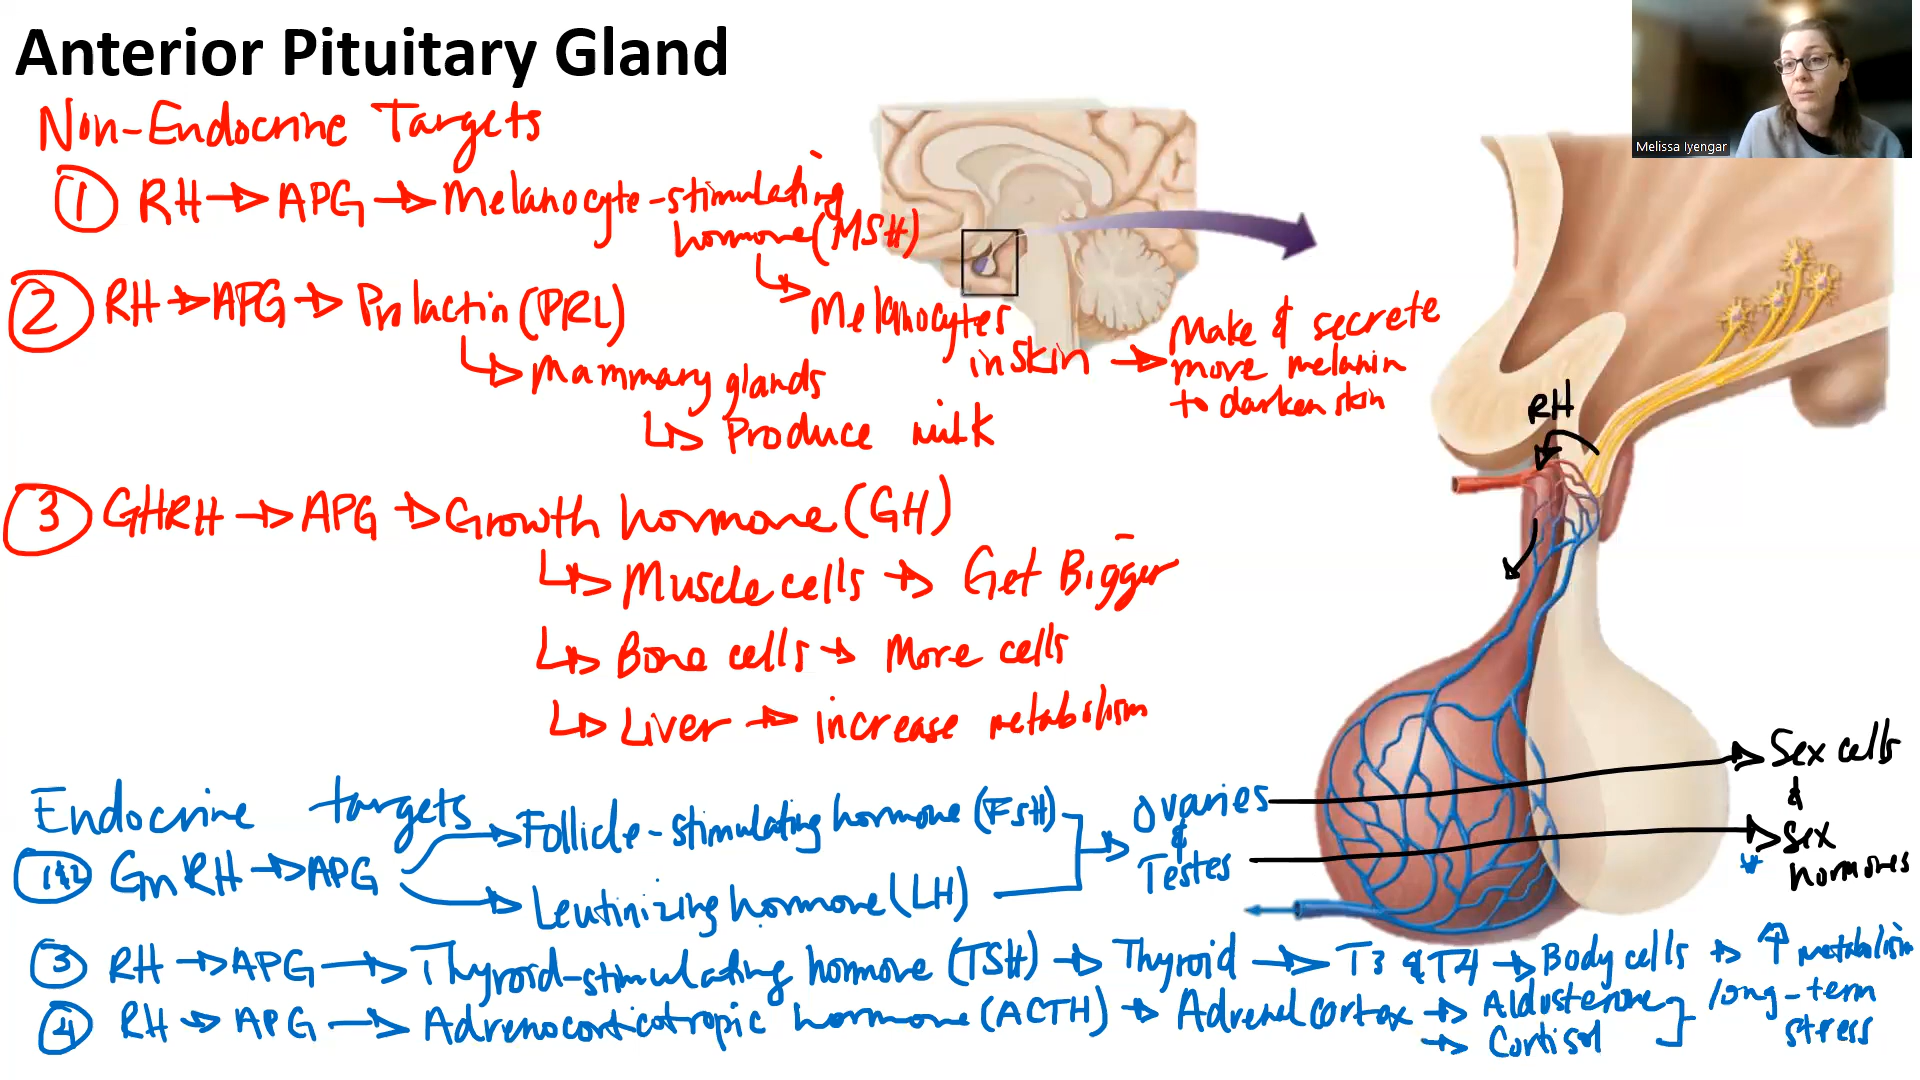 Anterior Pituitary Gland
Melissa Iyengar
Non-Endocrine Targets
① RH → APG → Melanocyte-stimulating
hormone (MSH)
↳ Melanocytes
in skin → Make & secrete
more melanin
to darken skin
② RH → APG → Prolactin (PRL)
↳ Mammary glands
↳ Produce milk
③ GHRH → APG → Growth hormone (GH)
↳ Muscle cells → Get Bigger
↳ Bone cells → More cells
↳ Liver → increase metabolism
RH
Endocrine targets
1&2 GnRH → APG
→ Follicle-stimulating hormone (FSH)
→ Leutinizing hormone (LH)
→ Ovaries
&
Testes
→ Sex cells
&
→ Sex
* hormones
③ RH → APG → Thyroid-stimulating hormone (TSH) → Thyroid → T3 & T4 → Body cells → ↑ metabolism
④ RH → APG → Adrenocorticotropic hormone (ACTH) → Adrenal cortex → Aldosterone
→ Cortisol
long-term
stress